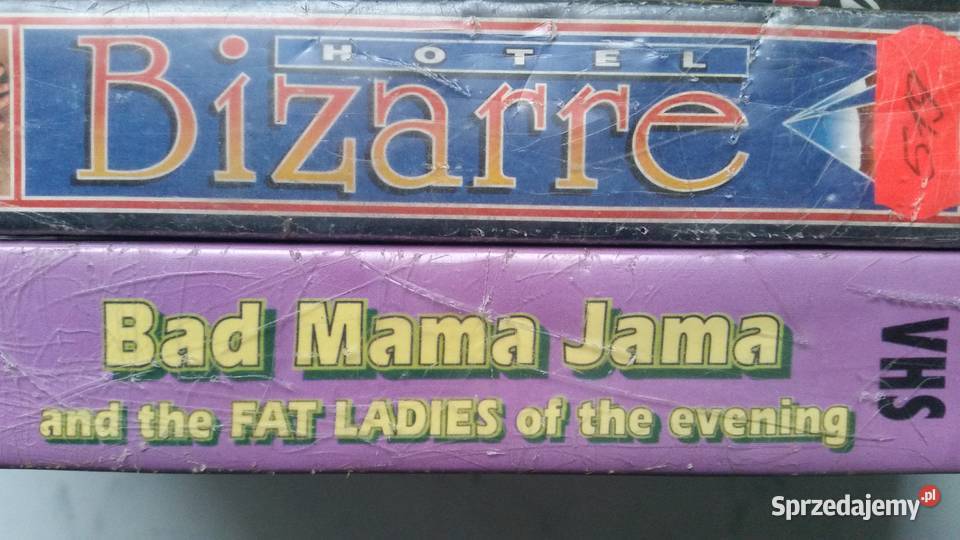 HOTEL
Bizarre
Bad Mama Jama
and the FAT LADIES of the evening
VHS
Sprzedajemy.pl